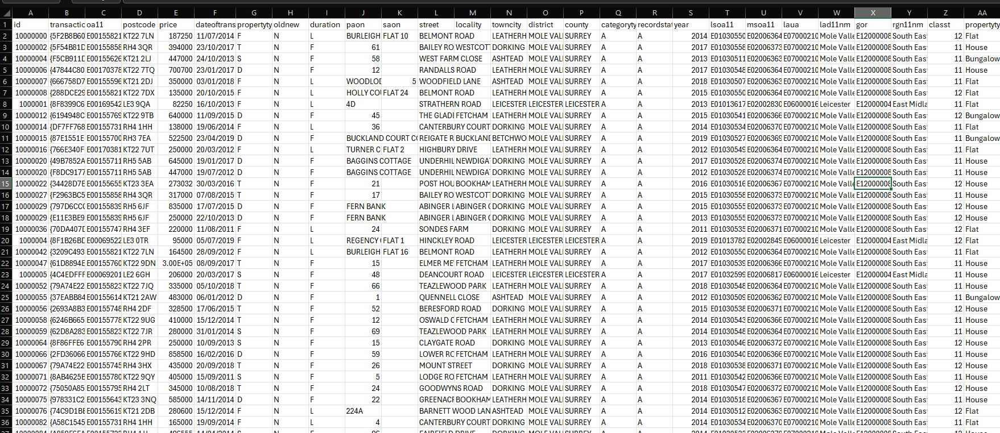 A B C D E F G H I J K L M N O P Q R S T U V W X Y Z AA
1 id transactic oa11 postcode price dateoftrans propertyty oldnew duration paon saon street locality towncity district county categoryty recordsta year lsoa11 msoa11 laua lad11nm gor rgn11nm classt propertyt
2 10000000 {5F2B8B60 E00155821 KT22 7LN 187250 11/07/2014 F N L BURLEIGH FLAT 10 BELMONT ROAD LEATHERH MOLE VAL SURREY A A 2014 E01030550 E02006364 E07000210 Mole Valle E12000008 South Eas 12 Flat
3 10000002 {5F54B81D E00155858 RH4 3QR 394000 23/10/2017 T N F 61 BAILEY RO WESTCOT DORKING MOLE VAL SURREY A A 2017 E01030558 E02006373 E07000210 Mole Valle E12000008 South Eas 11 House
4 10000004 {F5CB911D E00155626 KT21 2LJ 447000 24/10/2013 S N F 58 WEST FARM CLOSE ASHTEAD MOLE VAL SURREY A A 2013 E01030511 E02006363 E07000210 Mole Valle E12000008 South Eas 11 Bungalow
5 10000006 {47844C80 E00170378 KT22 7TQ 700700 23/01/2017 D N F 12 RANDALLS ROAD LEATHERH MOLE VAL SURREY A A 2017 E01030548 E02006364 E07000210 Mole Valle E12000008 South Eas 11 House
6 10000007 {666758D7 E00155596 KT21 2DJ 350000 03/01/2018 F N L WOODLOD 5 WOODFIELD LANE ASHTEAD MOLE VAL SURREY A A 2018 E01030507 E02006363 E07000210 Mole Valle E12000008 South Eas 11 Flat
7 10000008 {288DCE29 E00155821 KT22 7DX 135000 20/10/2015 F N L HOLLY COU FLAT 24 BELMONT ROAD LEATHERH MOLE VAL SURREY A A 2015 E01030550 E02006364 E07000210 Mole Valle E12000008 South Eas 12 Flat
8 1000001 {8F8399C6 E00169542 LE3 9QA 82250 16/10/2013 F N L 4D STRATHERN ROAD LEICESTER LEICESTER LEICESTER A A 2013 E01013617 E02002830 E06000016 Leicester E12000004 East Midla 11 Flat
9 10000012 {6194948C E00155769 KT22 9TB 640000 11/09/2015 D N F 45 THE GLADI FETCHAM LEATHERH MOLE VAL SURREY A A 2015 E01030541 E02006366 E07000210 Mole Valle E12000008 South Eas 12 Bungalow
10 10000014 {DF7FF768 E00155731 RH4 1HH 138000 19/06/2014 F N L 36 CANTERBURY COURT DORKING MOLE VAL SURREY A A 2014 E01030534 E02006370 E07000210 Mole Valle E12000008 South Eas 11 Flat
11 10000015 {87E1551E E00155700 RH3 7EA 522500 23/04/2019 D N F BUCKLAND COURT CO REIGATE R BUCKLAND BETCHWO MOLE VAL SURREY A A 2019 E01030527 E02006369 E07000210 Mole Valle E12000008 South Eas 11 Bungalow
12 10000016 {766E340F E00170381 KT22 7UT 250000 20/03/2012 F N L TURNER C FLAT 2 HIGHBURY DRIVE LEATHERH MOLE VAL SURREY A A 2012 E01030549 E02006364 E07000210 Mole Valle E12000008 South Eas 11 Flat
13 10000020 {49B7852A E00155711 RH5 5AB 645000 19/01/2017 D N F BAGGINS COTTAGE UNDERHIL NEWDIGA DORKING MOLE VAL SURREY A A 2017 E01030528 E02006374 E07000210 Mole Valle E12000008 South Eas 11 House
14 10000020 {F8DC9177 E00155711 RH5 5AB 447000 19/07/2012 D N F BAGGINS COTTAGE UNDERHIL NEWDIGA DORKING MOLE VAL SURREY A A 2012 E01030528 E02006374 E07000210 Mole Valle E12000008 South Eas 11 House
15 10000022 {34428D7E E00155655 KT23 3EA 273032 30/03/2016 T N F 21 POST HOU BOOKHAM LEATHERH MOLE VAL SURREY A A 2016 E01030516 E02006367 E07000210 Mole Valle E12000008 South Eas 12 House
16 10000027 {F2963BC5 E00155858 RH4 3QR 317000 07/08/2015 T N F 17 BAILEY RO WESTCOT DORKING MOLE VAL SURREY A A 2015 E01030558 E02006373 E07000210 Mole Valle E12000008 South Eas 11 House
17 10000029 {797D6CC0 E00155839 RH5 6JF 835000 17/07/2015 D N F FERN BANK ABINGER L ABINGER C DORKING MOLE VAL SURREY A A 2015 E01030555 E02006373 E07000210 Mole Valle E12000008 South Eas 12 House
18 10000029 {E11E3BE9 E00155839 RH5 6JF 250000 22/10/2013 D N F FERN BANK ABINGER L ABINGER C DORKING MOLE VAL SURREY A A 2013 E01030555 E02006373 E07000210 Mole Valle E12000008 South Eas 12 House
19 10000036 {70DA407D E00155747 RH4 3EF 220000 11/08/2011 F N L 24 SONDES FARM DORKING MOLE VAL SURREY A A 2011 E01030535 E02006371 E07000210 Mole Valle E12000008 South Eas 12 Flat
20 1000004 {8F1B26BD E00069522 LE3 0TR 95000 05/07/2019 F N L REGENCY FLAT 1 HINCKLEY ROAD LEICESTER LEICESTER LEICESTER A A 2019 E01013782 E02002849 E06000016 Leicester E12000004 East Midla 12 Flat
21 10000042 {3209C493 E00155821 KT22 7LN 164500 28/09/2012 F N L BURLEIGH FLAT 16 BELMONT ROAD LEATHERH MOLE VAL SURREY A A 2012 E01030550 E02006364 E07000210 Mole Valle E12000008 South Eas 11 Flat
22 10000047 {61D8894E E00155760 KT22 9DN 3.00E+05 08/09/2017 T N F 15 ELMER ME FETCHAM LEATHERH MOLE VAL SURREY A A 2017 E01030539 E02006366 E07000210 Mole Valle E12000008 South Eas 11 House
23 1000005 {4C4EDFFF E00069201 LE2 6GH 206000 20/03/2017 S N F 48 DEANCOURT ROAD LEICESTER LEICESTER LEICESTER A A 2017 E01032599 E02006817 E06000016 Leicester E12000004 East Midla 11 House
24 10000052 {79A74E22 E00155823 KT22 7JQ 335000 05/10/2018 T N F 66 TEAZLEWOOD PARK LEATHERH MOLE VAL SURREY A A 2018 E01030548 E02006364 E07000210 Mole Valle E12000008 South Eas 11 House
25 10000055 {37EABB84 E00155614 KT21 2AW 483000 06/01/2012 D N F 1 QUENNELL CLOSE ASHTEAD MOLE VAL SURREY A A 2012 E01030509 E02006362 E07000210 Mole Valle E12000008 South Eas 11 Bungalow
26 10000056 {2693A8B3 E00155748 RH4 2DF 328500 17/06/2015 T N F 52 BERESFORD ROAD DORKING MOLE VAL SURREY A A 2015 E01030538 E02006371 E07000210 Mole Valle E12000008 South Eas 12 House
27 10000058 {6246B665 E00155778 KT22 9UG 410000 15/12/2014 T N F 12 OSWALD C FETCHAM LEATHERH MOLE VAL SURREY A A 2014 E01030543 E02006366 E07000210 Mole Valle E12000008 South Eas 11 House
28 10000059 {62D8A283 E00155823 KT22 7JR 280000 31/01/2014 S N F 69 TEAZLEWOOD PARK LEATHERH MOLE VAL SURREY A A 2014 E01030548 E02006364 E07000210 Mole Valle E12000008 South Eas 11 House
29 10000064 {8F86FFE6 E00155790 RH4 2PR 250000 10/09/2013 S N F 15 CLAYGATE ROAD DORKING MOLE VAL SURREY A A 2013 E01030546 E02006372 E07000210 Mole Valle E12000008 South Eas 12 House
30 10000066 {2FD36066 E00155766 KT22 9HD 858500 16/02/2016 D N F 59 LOWER RC FETCHAM LEATHERH MOLE VAL SURREY A A 2016 E01030540 E02006366 E07000210 Mole Valle E12000008 South Eas 11 House
31 10000067 {79A74E22 E00155745 RH4 3HX 435000 20/09/2018 T N F 26 MOUNT STREET DORKING MOLE VAL SURREY A A 2018 E01030538 E02006371 E07000210 Mole Valle E12000008 South Eas 12 House
32 10000071 {8AB4625E E00155780 KT22 9QY 405000 15/09/2011 S N F 5 LODGE RO FETCHAM LEATHERH MOLE VAL SURREY A A 2011 E01030542 E02006366 E07000210 Mole Valle E12000008 South Eas 11 House
33 10000072 {75050A85 E00155795 RH4 2LT 345000 10/08/2018 T N F 24 GOODWYNS ROAD DORKING MOLE VAL SURREY A A 2018 E01030547 E02006372 E07000210 Mole Valle E12000008 South Eas 12 House
34 10000075 {978331C2 E00155643 KT23 3NQ 585000 14/11/2014 D N F 22 GREENACF BOOKHAM LEATHERH MOLE VAL SURREY A A 2014 E01030518 E02006367 E07000210 Mole Valle E12000008 South Eas 11 House
35 10000076 {74C9D1BE E00155619 KT21 2DB 280600 15/12/2014 F N L 224A BARNETT WOOD LAN ASHTEAD MOLE VAL SURREY A A 2014 E01030512 E02006363 E07000210 Mole Valle E12000008 South Eas 12 Flat
36 10000082 {A58C1545 E00155731 RH4 1HH 165000 19/09/2014 F N L 4 CANTERBURY COURT DORKING MOLE VAL SURREY A A 2014 E01030534 E02006370 E07000210 Mole Valle E12000008 South Eas 11 Flat